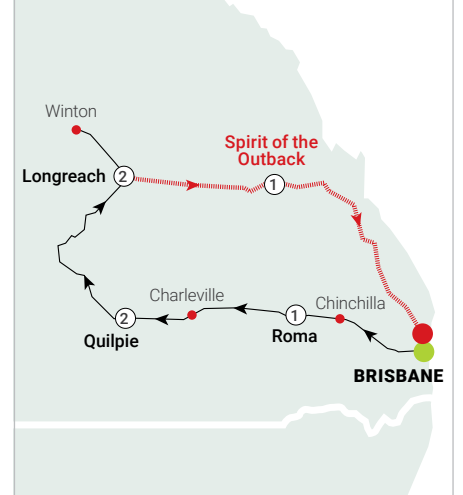 Winton
Longreach
2
Spirit of the
Outback
1
Charleville
Chinchilla
2
Quilpie
1
Roma
BRISBANE